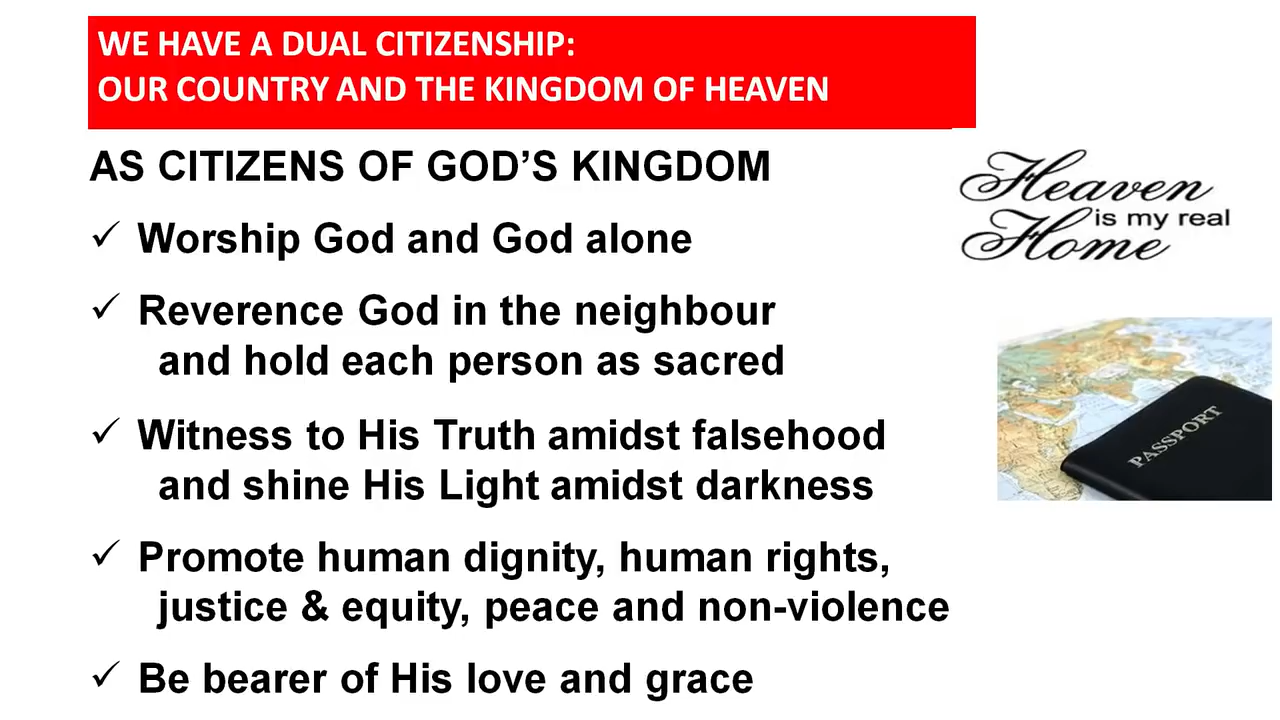 WE HAVE A DUAL CITIZENSHIP:
OUR COUNTRY AND THE KINGDOM OF HEAVEN
AS CITIZENS OF GOD’S KINGDOM
✓ Worship God and God alone
✓ Reverence God in the neighbour
and hold each person as sacred
✓ Witness to His Truth amidst falsehood
and shine His Light amidst darkness
✓ Promote human dignity, human rights,
justice & equity, peace and non-violence
✓ Be bearer of His love and grace
Heaven
is my real
Home
PASSPORT